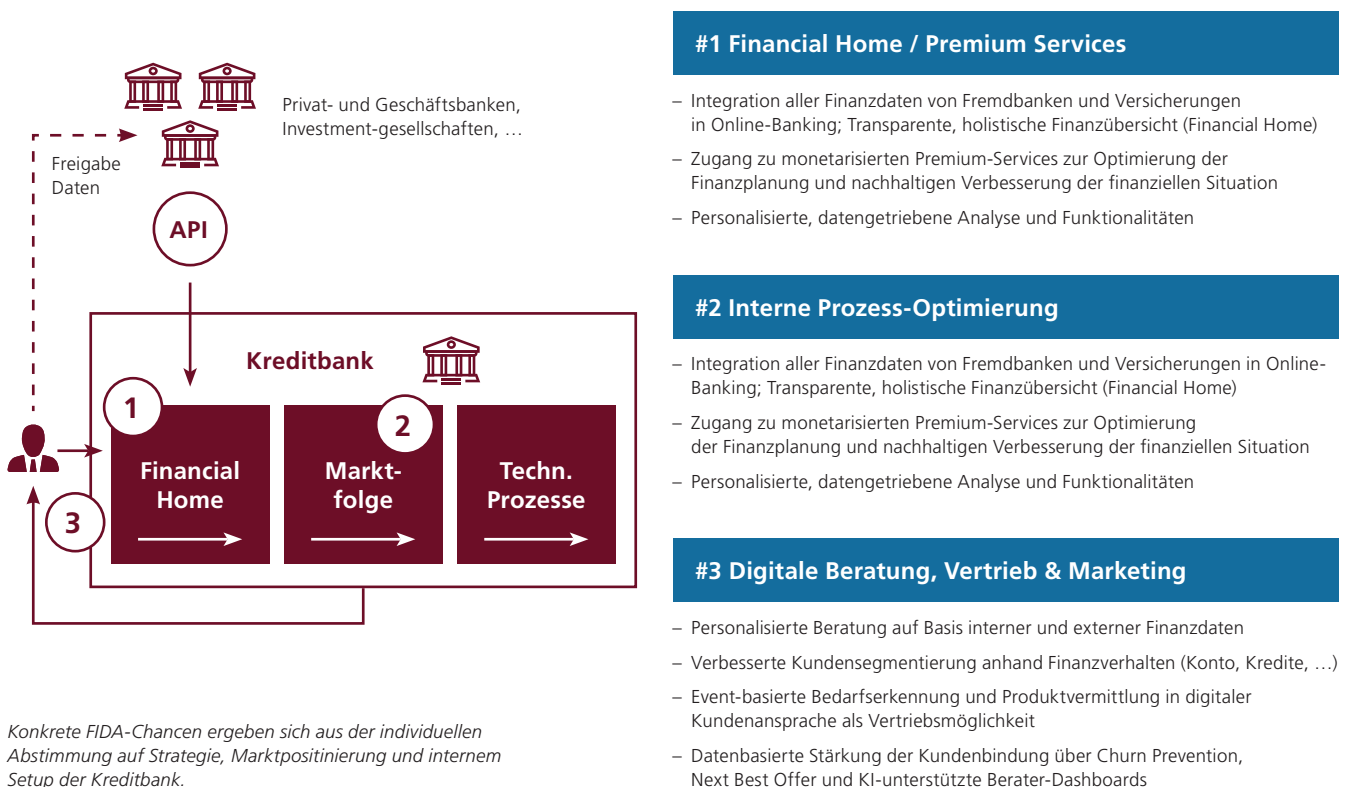 Privat- und Geschäftsbanken,
Investment-gesellschaften, …
Freigabe
Daten
API
Kreditbank
1
2
Financial
Home
Markt-
folge
Techn.
Prozesse
3
Konkrete FIDA-Chancen ergeben sich aus der individuellen
Abstimmung auf Strategie, Marktpositinierung und internem
Setup der Kreditbank.
#1 Financial Home / Premium Services
– Integration aller Finanzdaten von Fremdbanken und Versicherungen
in Online-Banking; Transparente, holistische Finanzübersicht (Financial Home)
– Zugang zu monetarisierten Premium-Services zur Optimierung der
Finanzplanung und nachhaltigen Verbesserung der finanziellen Situation
– Personalisierte, datengetriebene Analyse und Funktionalitäten
#2 Interne Prozess-Optimierung
– Integration aller Finanzdaten von Fremdbanken und Versicherungen in Online-
Banking; Transparente, holistische Finanzübersicht (Financial Home)
– Zugang zu monetarisierten Premium-Services zur Optimierung
der Finanzplanung und nachhaltigen Verbesserung der finanziellen Situation
– Personalisierte, datengetriebene Analyse und Funktionalitäten
#3 Digitale Beratung, Vertrieb & Marketing
– Personalisierte Beratung auf Basis interner und externer Finanzdaten
– Verbesserte Kundensegmentierung anhand Finanzverhalten (Konto, Kredite, …)
– Event-basierte Bedarfserkennung und Produktvermittlung in digitaler
Kundenansprache als Vertriebsmöglichkeit
– Datenbasierte Stärkung der Kundenbindung über Churn Prevention,
Next Best Offer und KI-unterstützte Berater-Dashboards